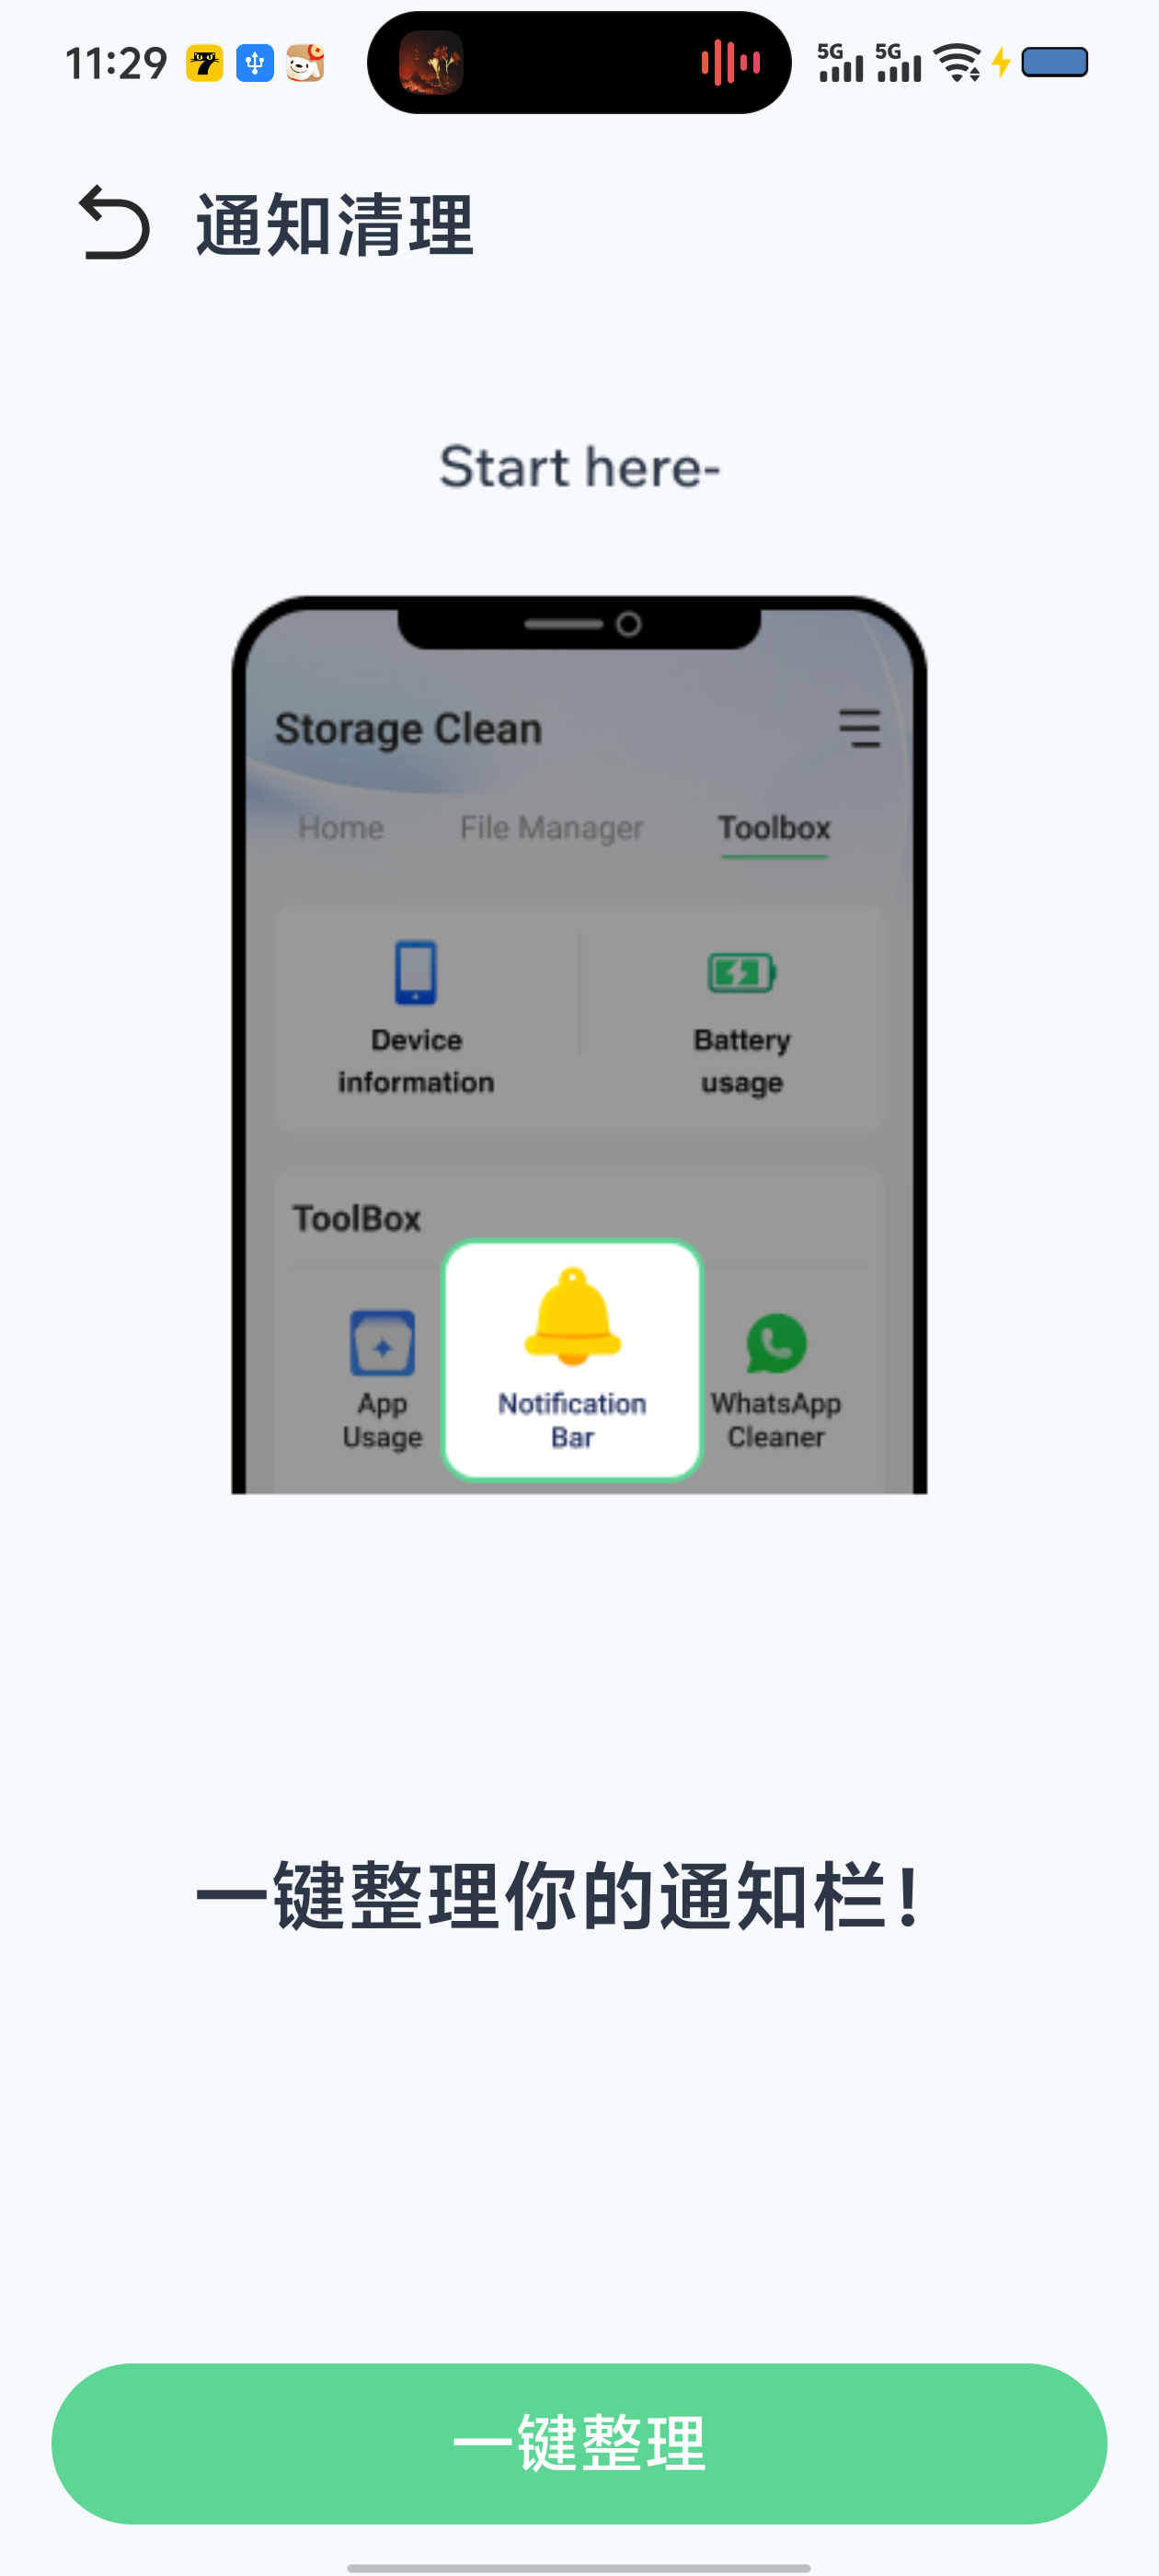 11:29
5G 5G
通知清理
Start here-
Storage Clean
Home File Manager Toolbox
Device information
Battery usage
ToolBox
App Usage
Notification Bar
WhatsApp Cleaner
一键整理你的通知栏！
一键整理